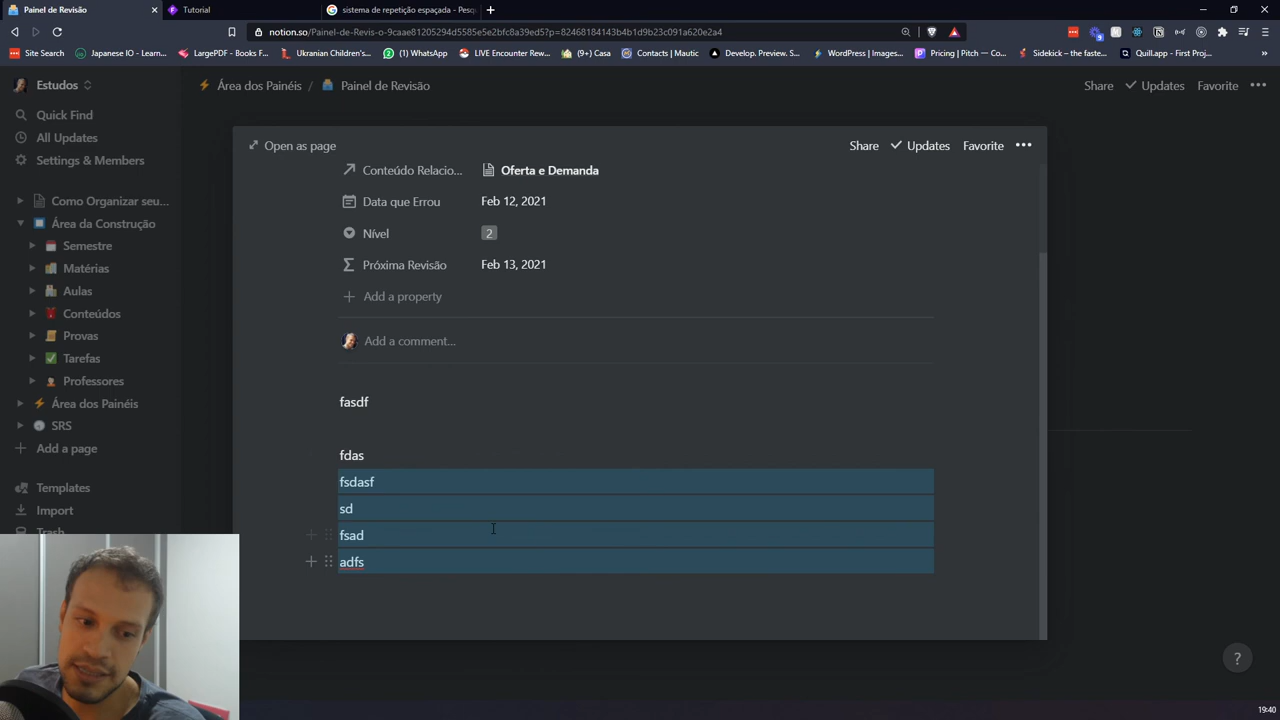 Painel de Revisão
Tutorial
sistema de repetição espaçada - Pesq
notion.so/Painel-de-Revis-o-9caae81205294d5585e5e2bfc8a39ed5?p=82468184143b4b1d9b23c091a620e2a4
Site Search
Japanese IO - Learn...
LargePDF - Books F...
Ukranian Children's...
(2) WhatsApp
LIVE Encounter Rew...
(9+) Casa
Contacts | Mautic
Develop. Preview. S...
WordPress | Images...
Pricing | Pitch — Co...
Sidekick – the faste...
Quill.app - First Proj...
Estudos
Área dos Painéis / Painel de Revisão
Share
Updates
Favorite
Quick Find
All Updates
Settings & Members
Como Organizar seu...
Área da Construção
Semestre
Matérias
Aulas
Conteúdos
Provas
Tarefas
Professores
Área dos Painéis
SRS
Add a page
Templates
Import
Trash
Open as page
Share
Updates
Favorite
Conteúdo Relacio...
Oferta e Demanda
Data que Errou
Feb 12, 2021
Nível
2
Próxima Revisão
Feb 13, 2021
Add a property
Add a comment...
fasdf
fdas
fsdasf
sd
fsad
adfs
?
19:40